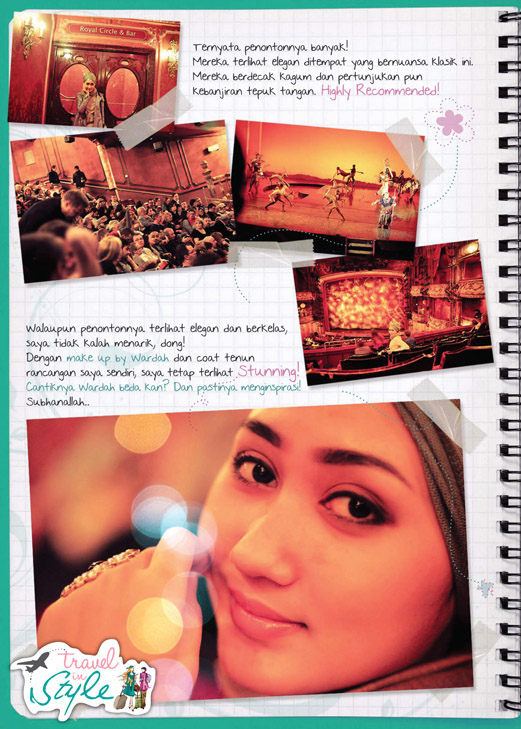 Royal Circle & Bar
Ternyata penontonnya banyak!
Mereka terlihat elegan ditempat yang bernuansa klasik ini.
Mereka berdecak kagum dan pertunjukan pun
kebanjiran tepuk tangan. Highly Recommended!
Walaupun penontonnya terlihat elegan dan berkelas,
saya tidak kalah menarik, dong!
Dengan make up by Wardah dan coat tenun
rancangan saya sendiri, saya tetap terlihat Stunning!
Cantiknya Wardah beda kan? Dan pastinya menginspirasi!
Subhanallah..
travel
in
Style